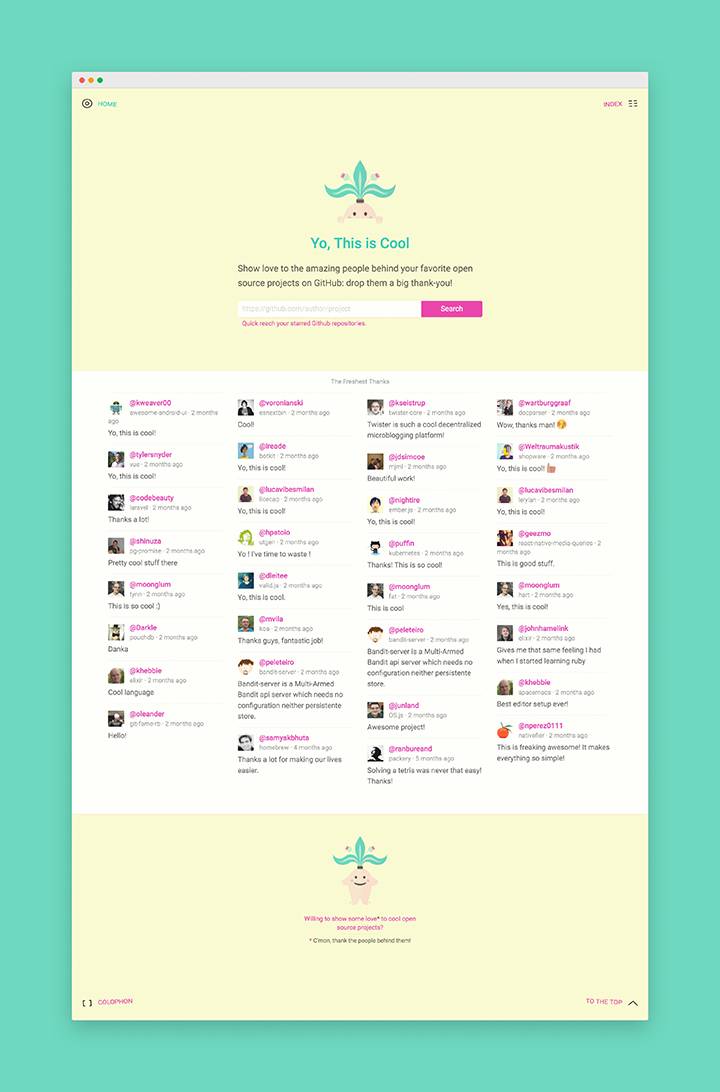 HOME
INDEX
Yo, This is Cool
Show love to the amazing people behind your favorite open
source projects on GitHub: drop them a big thank-you!
https://github.com/author-project
Search
Quick reach your starred Github repositories.
The Freshest Thanks
@kweaver00
awesome-android-ui · 2 months
ago
Yo, this is cool!
@tylersnyder
vue · 2 months ago
Yo, this is cool!
@codebeauty
laravel · 2 months ago
Thanks a lot!
@shinuza
pg-promise · 2 months ago
Pretty cool stuff there
@moonglum
lynn · 2 months ago
This is so cool :)
@Darkle
pouchdb · 2 months ago
Danka
@khebbie
elixir · 2 months ago
Cool language
@oleander
git-fame-rb · 2 months ago
Hello!
@voronianski
esnextbin · 2 months ago
Cool!
@lreade
botkit · 2 months ago
Yo, this is cool!
@lucavibesmilan
licecap · 2 months ago
Yo, this is cool!
@hpatoio
· 2 months ago
Yo ! I've time to waste !
@dleitee
valid.js · 2 months ago
Yo, this is cool.
@mvila
koa · 2 months ago
Thanks guys, fantastic job!
@peleteiro
bandit-server · 2 months ago
Bandit-server is a Multi-Armed
Bandit api server which needs no
configuration neither persistente
store.
@samyakbhuta
homebrew · 4 months ago
Thanks a lot for making our lives
easier.
@kseistrup
twister-core · 2 months ago
Twister is such a cool decentralized
microblogging platform!
@jdsimcoe
mjml · 2 months ago
Beautiful work!
@nightire
ember.js · 2 months ago
Yo, this is cool!
@puffin
kubernetes · 2 months ago
Thanks! This is so cool!
@moonglum
· 2 months ago
This is cool
@peleteiro
bandit-server · 2 months ago
Bandit-server is a Multi-Armed
Bandit api server which needs no
configuration neither persistente
store.
@junland
OS.js · 2 months ago
Awesome project!
@ranbureand
packery · 5 months ago
Solving a tetris was never that easy!
Thanks!
@wartburggraaf
docparser · 2 months ago
Wow, thanks man! 😚
@Weltraumakustik
shopware · 2 months ago
Yo, this is cool! 👍
@lucavibesmilan
lerylan · 2 months ago
Yo, this is cool!
@geezmo
react-native-media-queries · 2
months ago
This is good stuff.
@moonglum
hart · 2 months ago
Yes, this is cool!
@johnhamelink
elixir · 2 months ago
Gives me that same feeling I had
when I started learning ruby
@khebbie
spacemacs · 2 months ago
Best editor setup ever!
@nperez0111
nativefier · 2 months ago
This is freaking awesome! It makes
everything so simple!
Willing to show some love* to cool open
source projects?
* C'mon, thank the people behind them!
COLOPHON
TO THE TOP